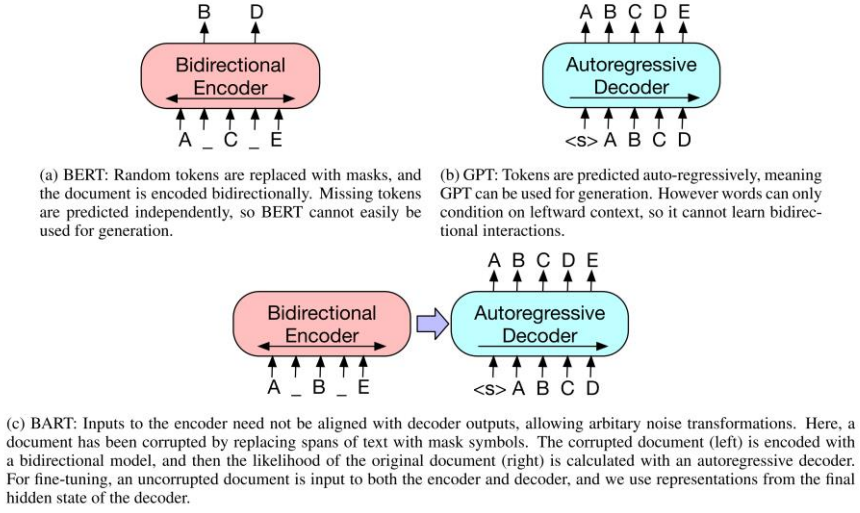 B D
Bidirectional
Encoder
A _ C _ E
(a) BERT: Random tokens are replaced with masks, and
the document is encoded bidirectionally. Missing tokens
are predicted independently, so BERT cannot easily be
used for generation.
A B C D E
Autoregressive
Decoder
<s> A B C D
(b) GPT: Tokens are predicted auto-regressively, meaning
GPT can be used for generation. However words can only
condition on leftward context, so it cannot learn bidirec-
tional interactions.
A B C D E
Bidirectional
Encoder
A _ B _ E
Autoregressive
Decoder
<s> A B C D
(c) BART: Inputs to the encoder need not be aligned with decoder outputs, allowing arbitary noise transformations. Here, a
document has been corrupted by replacing spans of text with mask symbols. The corrupted document (left) is encoded with
a bidirectional model, and then the likelihood of the original document (right) is calculated with an autoregressive decoder.
For fine-tuning, an uncorrupted document is input to both the encoder and decoder, and we use representations from the final
hidden state of the decoder.